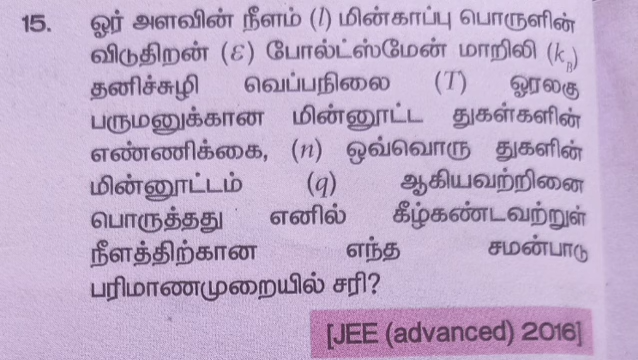 15. ஓர் அளவின் நீளம் (l) மின்காப்பு பொருளின்
விடுதிறன் (ε) போல்ட்ஸ்மேன் மாறிலி (k_B)
தனிச்சுழி வெப்பநிலை (T) ஓரலகு
பருமனுக்கான மின்னூட்ட துகள்களின்
எண்ணிக்கை, (n) ஒவ்வொரு துகளின்
மின்னூட்டம் (q) ஆகியவற்றினை
பொருத்தது எனில் கீழ்கண்டவற்றுள்
நீளத்திற்கான எந்த சமன்பாடு
பரிமாணமுறையில் சரி?
[JEE (advanced) 2016]